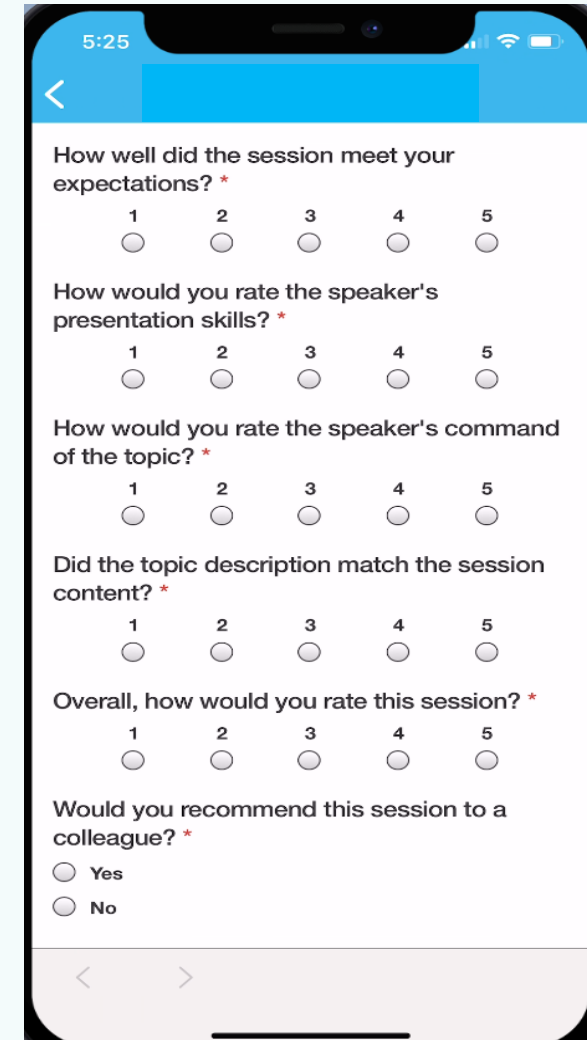 5:25
How well did the session meet your
expectations? *
1 2 3 4 5
How would you rate the speaker's
presentation skills? *
1 2 3 4 5
How would you rate the speaker's command
of the topic? *
1 2 3 4 5
Did the topic description match the session
content? *
1 2 3 4 5
Overall, how would you rate this session? *
1 2 3 4 5
Would you recommend this session to a
colleague? *
Yes
No